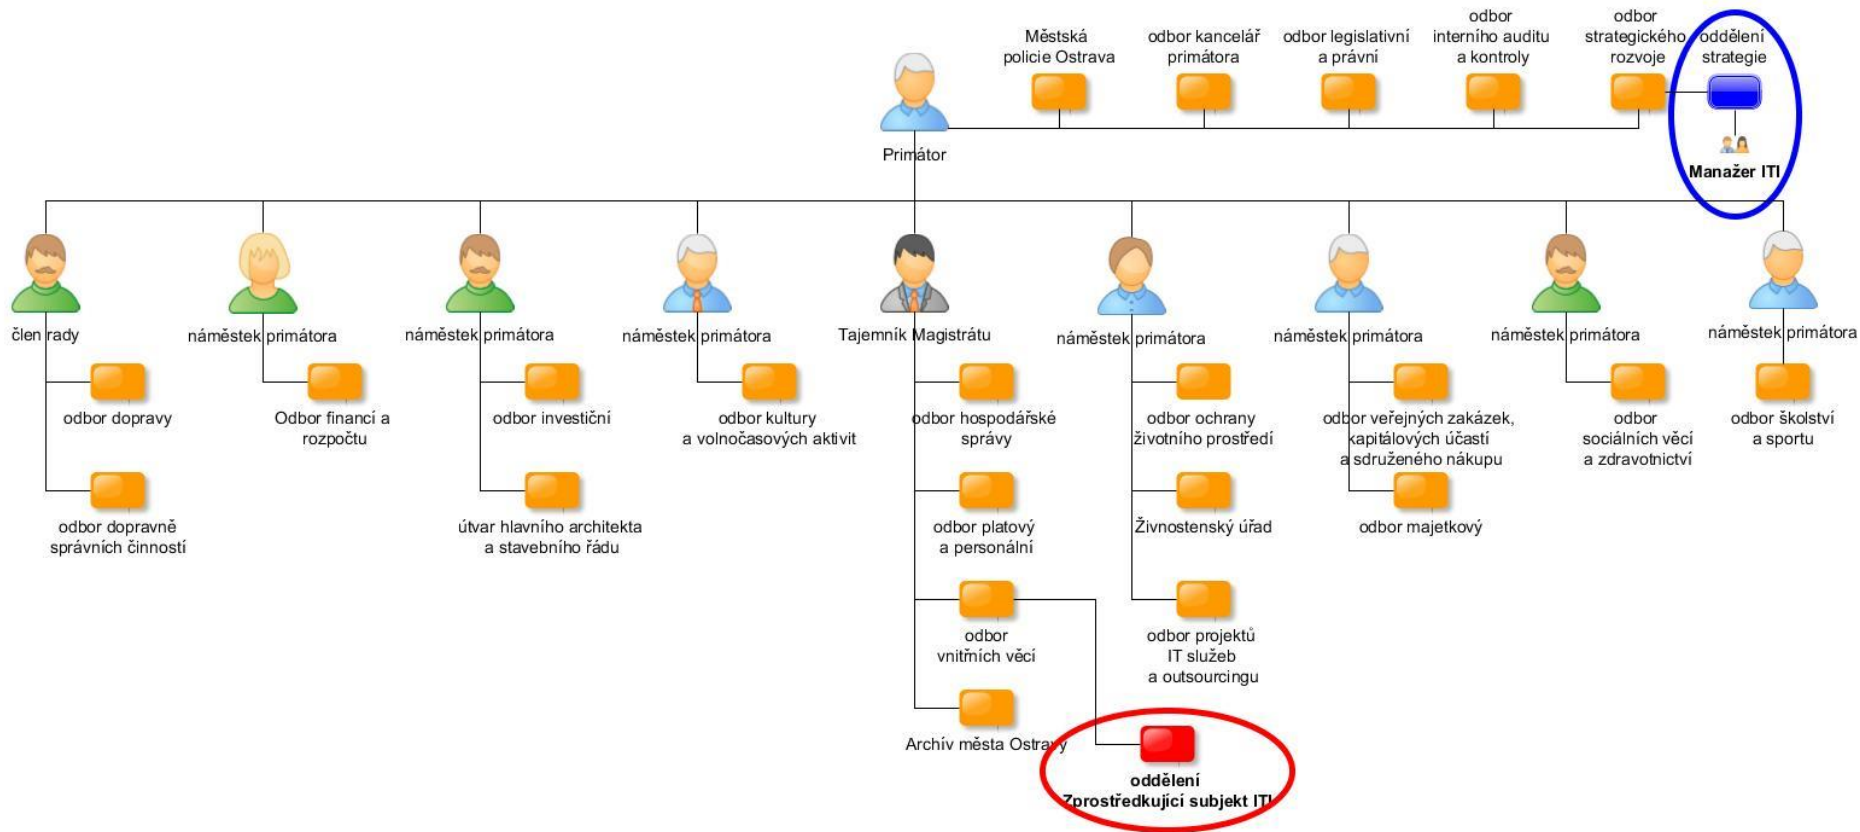 Městská
policie Ostrava
odbor kancelář
primátora
odbor legislativní
a právní
odbor
interního auditu
a kontroly
odbor
strategického
rozvoje
oddělení
strategie
Manažer ITI
Primátor
člen rady
náměstek primátora
náměstek primátora
náměstek primátora
Tajemník Magistrátu
náměstek primátora
náměstek primátora
náměstek primátora
náměstek primátora
odbor dopravy
Odbor financí a
rozpočtu
odbor investiční
odbor kultury
a volnočasových aktivit
odbor hospodářské
správy
odbor ochrany
životního prostředí
odbor veřejných zakázek,
kapitálových účastí
a sdruženého nákupu
odbor
sociálních věcí
a zdravotnictví
odbor školství
a sportu
odbor dopravně
správních činností
útvar hlavního architekta
a stavebního řádu
odbor platový
a personální
Živnostenský úřad
odbor majetkový
odbor
vnitřních věcí
odbor projektů
IT služeb
a outsourcingu
Archív města Ostravy
oddělení
Zprostředkující subjekt ITI